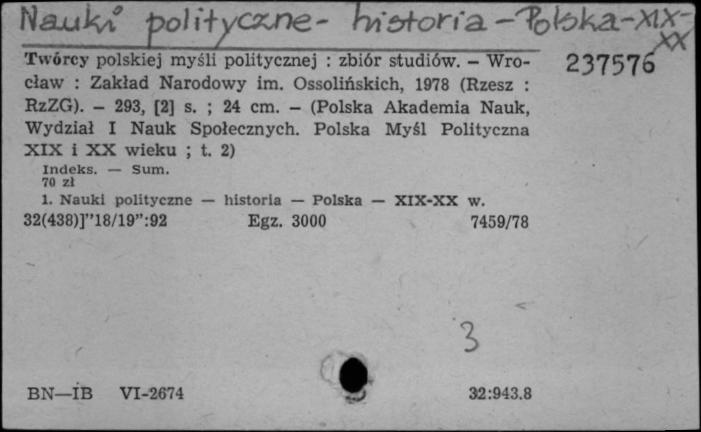 Nauki polityczne - historia - Polska - XIX-
XX
Twórcy polskiej myśli politycznej : zbiór studiów. — Wro-
cław : Zakład Narodowy im. Ossolińskich, 1978 (Rzesz :
RzZG). — 293, [2] s. ; 24 cm. — (Polska Akademia Nauk,
Wydział I Nauk Społecznych. Polska Myśl Polityczna
XIX i XX wieku ; t. 2)
237576
Indeks. — Sum.
70 zł
1. Nauki polityczne — historia — Polska — XIX-XX w.
32(438)]"18/19":92 Egz. 3000 7459/78
3
BN—IB VI-2674 32:943.8